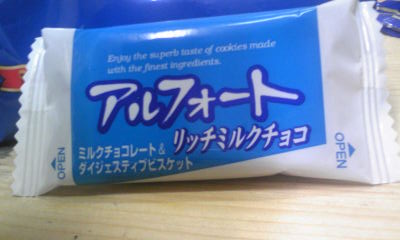 Enjoy the superb taste of cookies made
with the finest ingredients.
アルフォート
リッチミルクチョコ
ミルクチョコレート&
ダイジェスティブビスケット
OPEN
OPEN